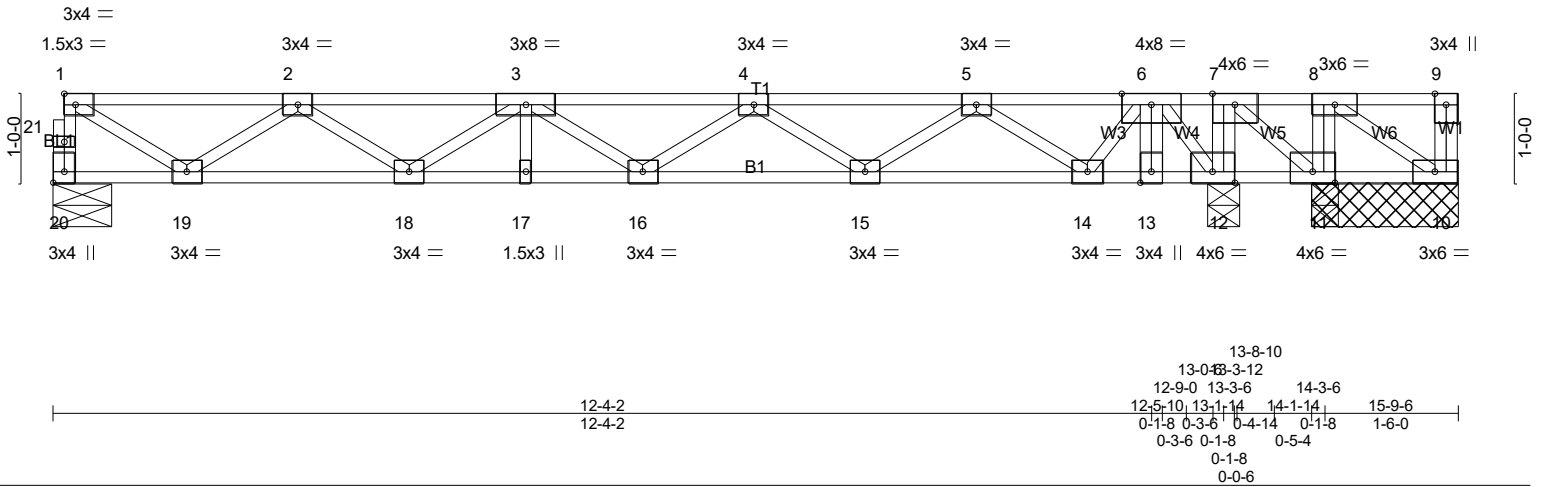 3x4 =
1.5x3 = 3x4 = 3x8 = 3x4 = 3x4 = 4x8 = 3x4 ||
4x6 = 3x6 =
1 2 3 4 5 6 7 8 9
T1
21 1-0-0 BL1 W3 W4 W5 W6 W1 1-0-0
B1
20 19 18 17 16 15 14 13 12 11 10
3x4 || 3x4 = 3x4 = 1.5x3 || 3x4 = 3x4 = 3x4 = 3x4 || 4x6 = 4x6 = 3x6 =
13-8-10
13-0-6 13-3-12
12-9-0 13-3-6 14-3-6
12-4-2 12-5-10 13-1-14 14-1-14 15-9-6
12-4-2 0-1-8 0-3-6 0-4-14 0-1-8 1-6-0
0-3-6 0-1-8 0-5-4
0-1-8
0-0-6